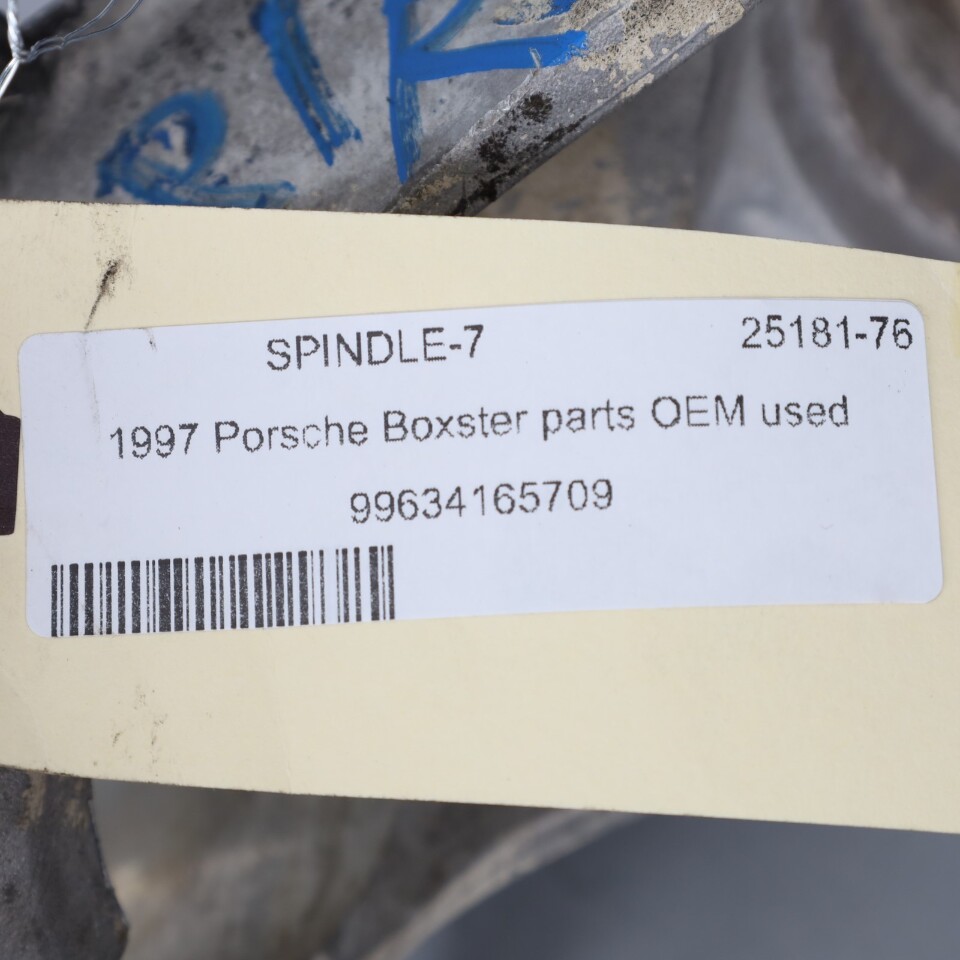 SPINDLE-7 25181-76
1997 Porsche Boxster parts OEM used
99634165709